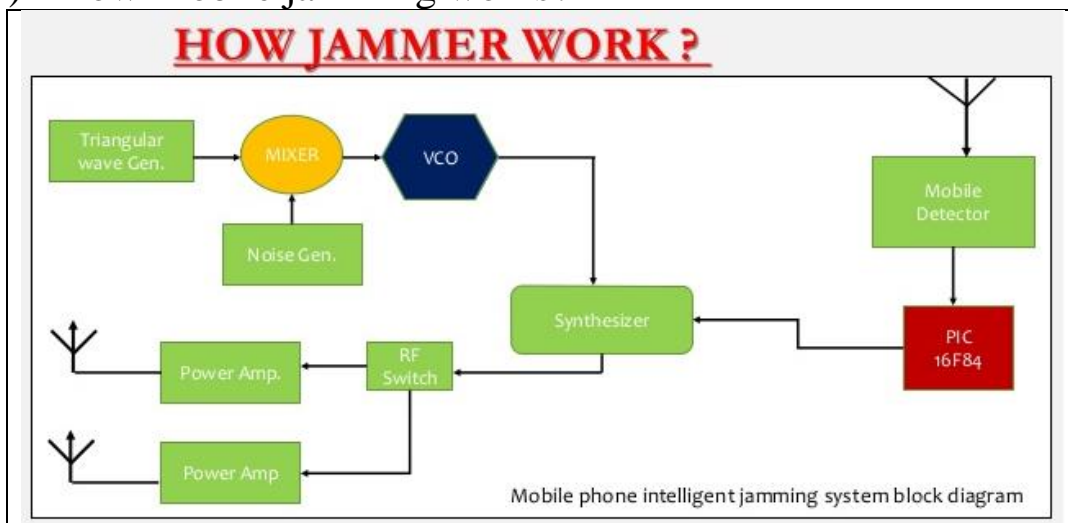 HOW JAMMER WORK ?
Triangular
wave Gen.
MIXER
VCO
Noise Gen.
Mobile
Detector
Synthesizer
PIC
16F84
RF
Switch
Power Amp.
Power Amp
Mobile phone intelligent jamming system block diagram